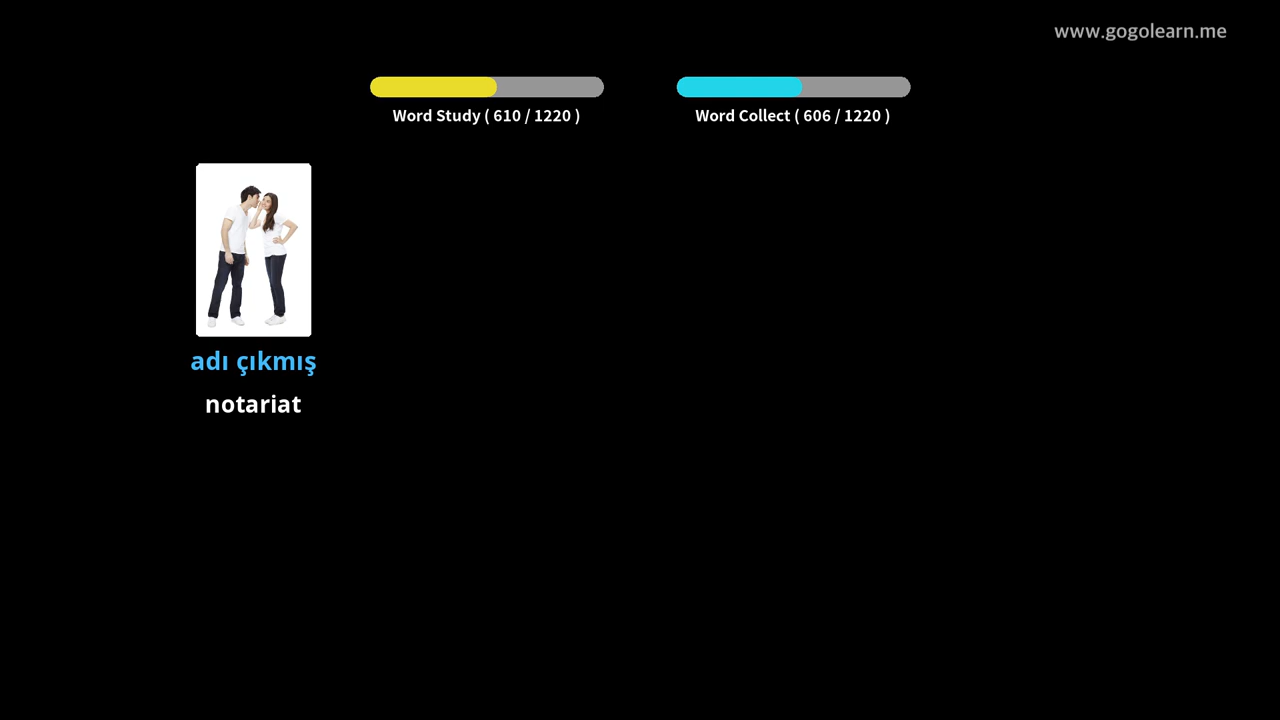 www.gogolearn.me
Word Study ( 610 / 1220 )
Word Collect ( 606 / 1220 )
adı çıkmış
notariat